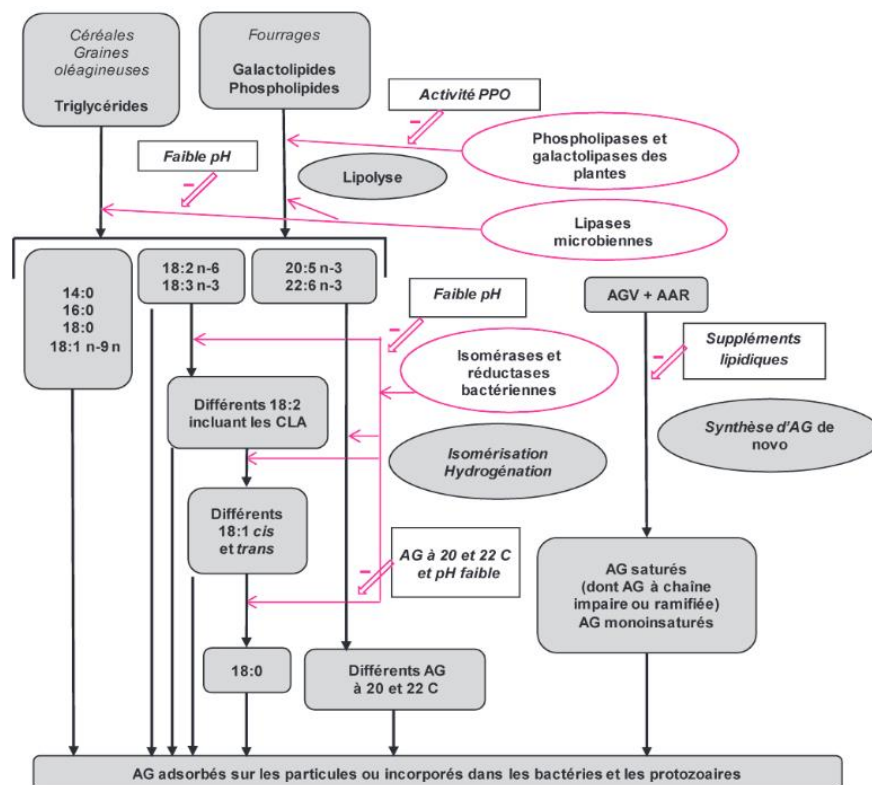 Céréales
Graines
oléagineuses
Triglycérides
Fourrages
Galactolipides
Phospholipides
Activité PPO
–
Phospholipases et
galactolipases des
plantes
Faible pH
–
Lipolyse
Lipases
microbiennes
14:0
16:0
18:0
18:1 n-9 n
18:2 n-6
18:3 n-3
20:5 n-3
22:6 n-3
Faible pH
–
AGV + AAR
Isomérases et
réductases
bactériennes
–
Suppléments
lipidiques
Différents 18:2
incluant les CLA
Isomérisation
Hydrogénation
Synthèse d'AG de
novo
Différents
18:1 cis
et trans
–
AG à 20 et 22 C
et pH faible
AG saturés
(dont AG à chaîne
impaire ou ramifiée)
AG monoinsaturés
18:0
Différents AG
à 20 et 22 C
AG adsorbés sur les particules ou incorporés dans les bactéries et les protozoaires